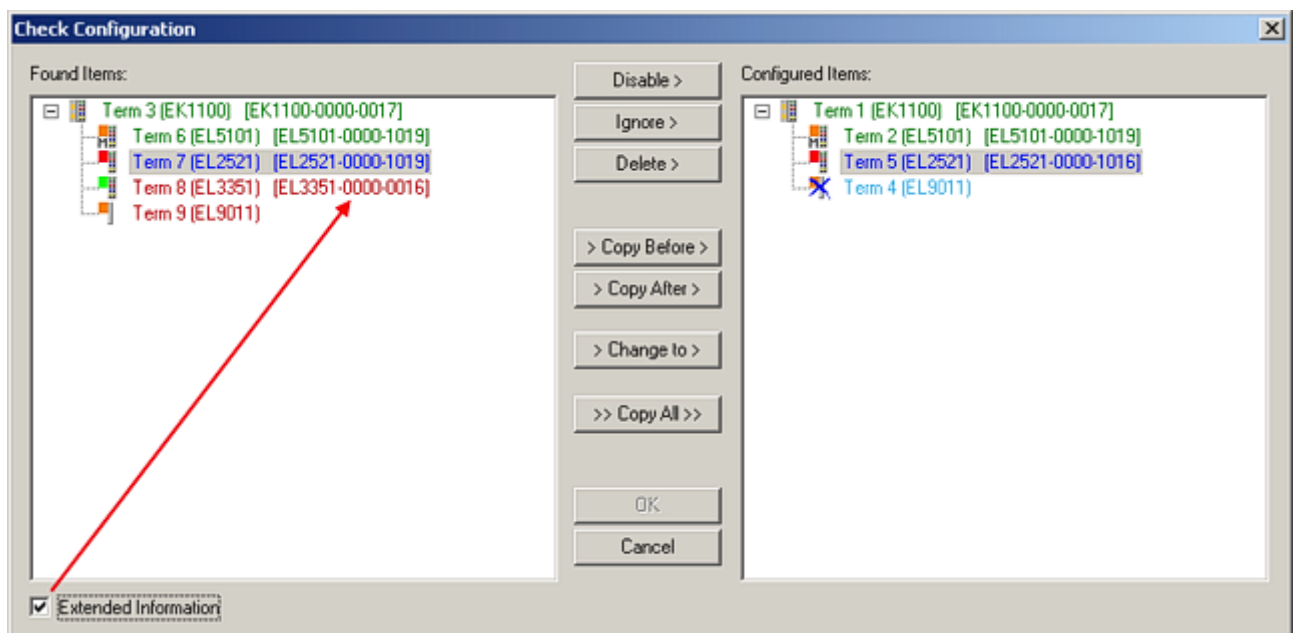 Check Configuration
Found Items:
Term 3 (EK1100) [EK1100-0000-0017]
Term 6 (EL5101) [EL5101-0000-1019]
Term 7 (EL2521) [EL2521-0000-1019]
Term 8 (EL3351) [EL3351-0000-0016]
Term 9 (EL9011)
Disable >
Ignore >
Delete >
> Copy Before >
> Copy After >
> Change to >
>> Copy All >>
OK
Cancel
Configured Items:
Term 1 (EK1100) [EK1100-0000-0017]
Term 2 (EL5101) [EL5101-0000-1019]
Term 5 (EL2521) [EL2521-0000-1016]
Term 4 (EL9011)
Extended Information